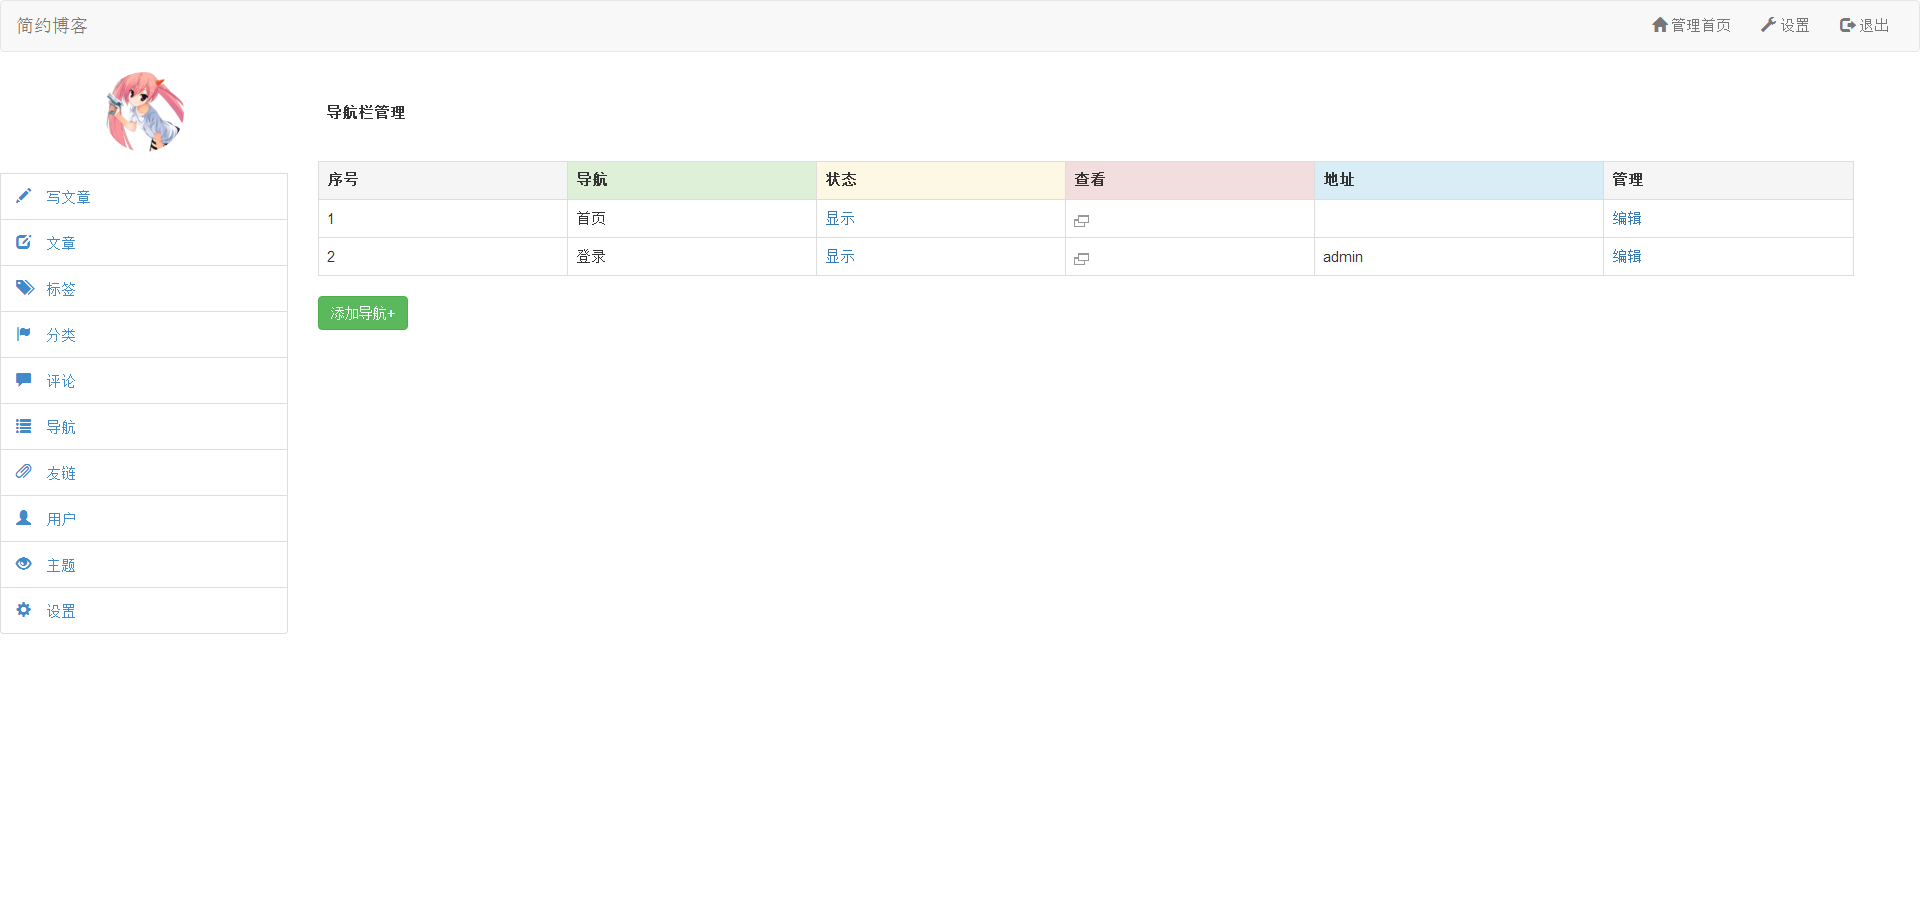 简约博客 管理首页 设置 退出
写文章
文章
标签
分类
评论
导航
友链
用户
主题
设置
导航栏管理
序号 导航 状态 查看 地址 管理
1 首页 显示 编辑
2 登录 显示 admin 编辑
添加导航+